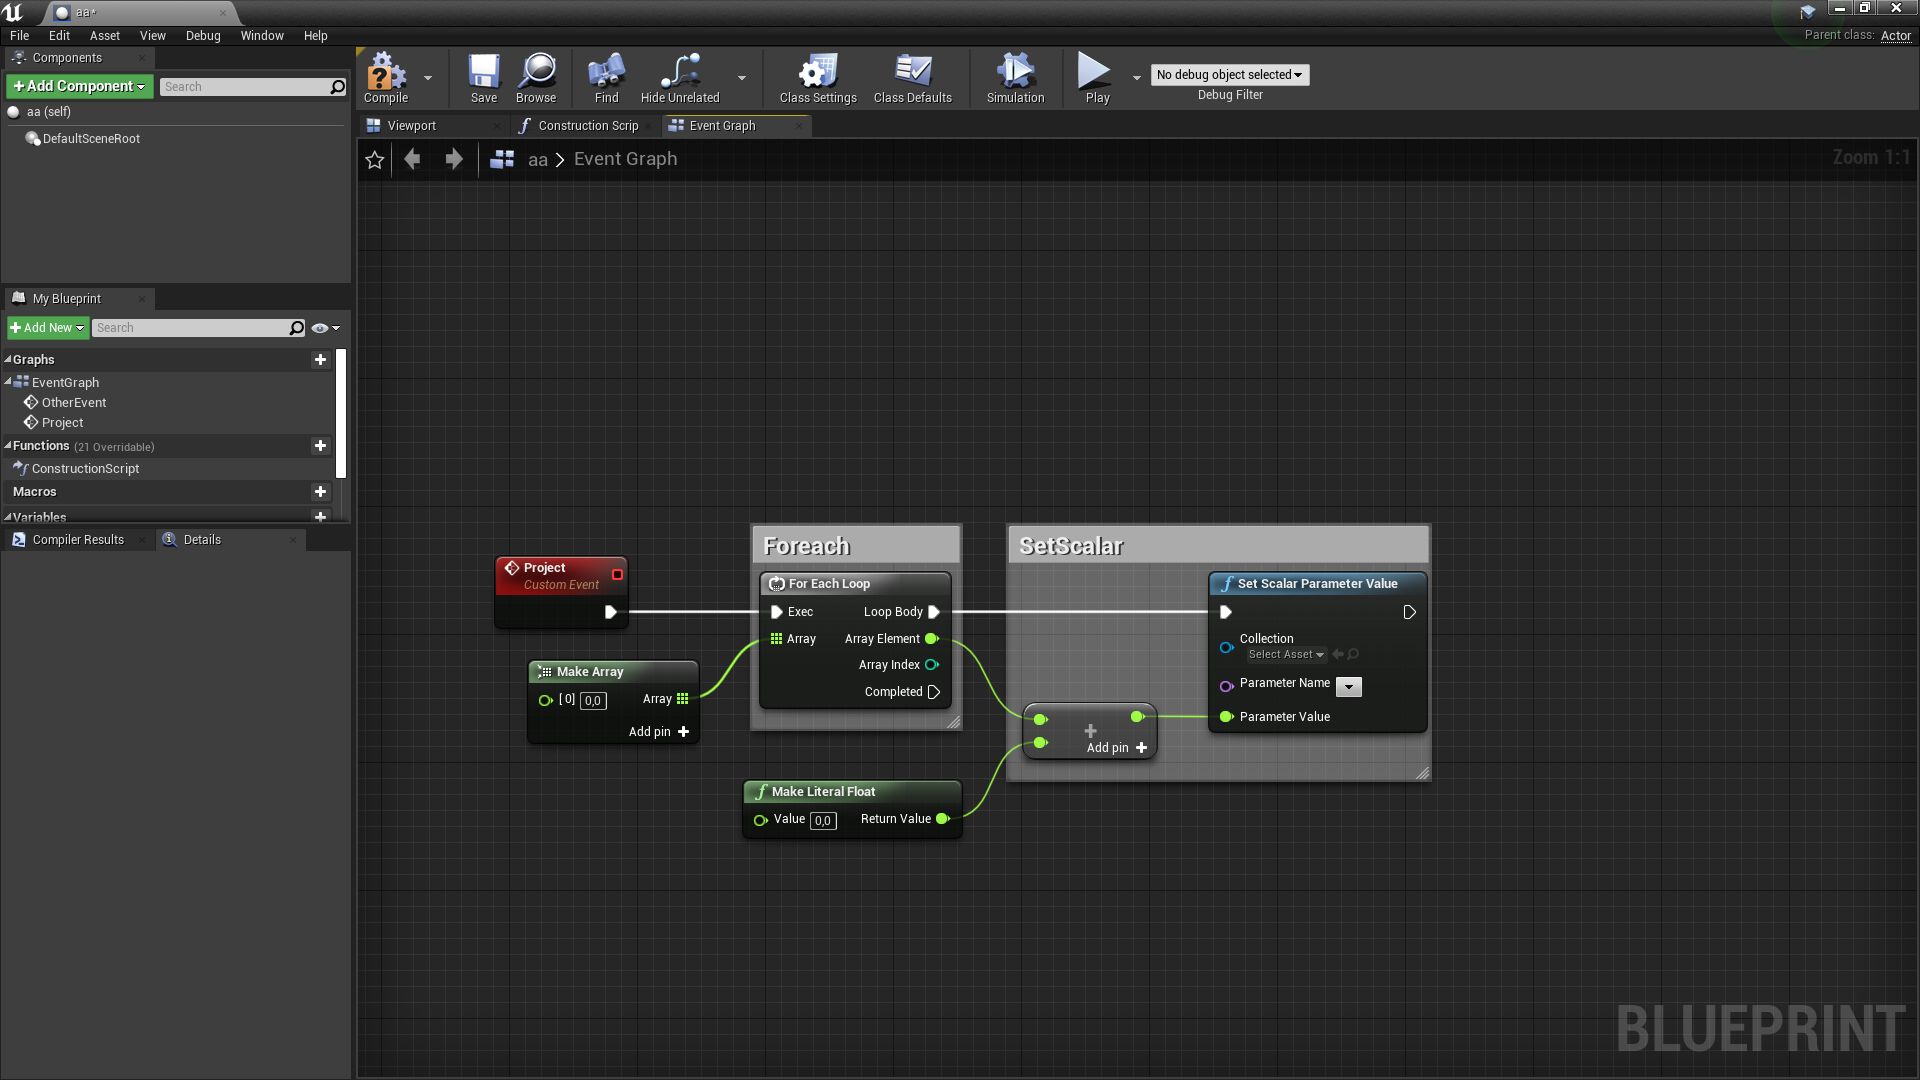 aa*
File Edit Asset View Debug Window Help
Parent class: Actor
Components
Add Component Search
aa (self)
DefaultSceneRoot
My Blueprint
Add New Search
Graphs
EventGraph
OtherEvent
Project
Functions (21 Overridable)
ConstructionScript
Macros
Variables
Compiler Results Details
Compile Save Browse Find Hide Unrelated Class Settings Class Defaults Simulation Play
No debug object selected
Debug Filter
Viewport Construction Scrip Event Graph
aa > Event Graph
Zoom 1:1
Project
Custom Event
Make Array
[0] 0,0 Array
Add pin
Foreach
For Each Loop
Exec Loop Body
Array Array Element
Array Index
Completed
Make Literal Float
Value 0,0 Return Value
SetScalar
Add pin
Set Scalar Parameter Value
Collection
Select Asset
Parameter Name
Parameter Value
BLUEPRINT